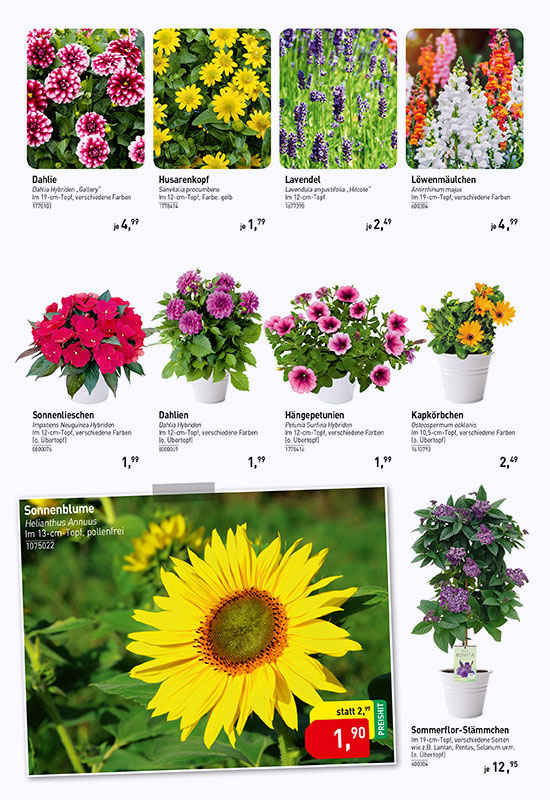 Dahlie
Dahlia Hybriden „Gallery"
Im 19-cm-Topf, verschiedene Farben
1770103
je 4,99
Husarenkopf
Sanvitalia procumbens
Im 12-cm-Topf, Farbe: gelb
1778414
je 1,79
Lavendel
Lavendula angustifolia „Hitcote"
Im 12-cm-Topf
1677390
je 2,49
Löwenmäulchen
Antirrhinum majus
Im 19-cm-Topf, verschiedene Farben
600304
je 4,99
Sonnenlieschen
Impatiens Neuguinea Hybriden
Im 12-cm-Topf, verschiedene Farben
(o. Übertopf)
0800076
1,99
Dahlien
Dahlia Hybriden
Im 12-cm-Topf, verschiedene Farben
(o. Übertopf)
8000069
1,99
Hängepetunien
Petunia Surfina Hybriden
Im 12-cm-Topf, verschiedene Farben
(o. Übertopf)
1778416
1,99
Kapkörbchen
Osteospermum ecklonis
Im 10,5-cm-Topf, verschiedene Farben
(o. Übertopf)
1610793
2,49
Sonnenblume
Helianthus Annuus
Im 13-cm-Topf, pollenfrei
1075022
statt 2,99
PREISHIT
1,90
BONITA
Sommerflor-Stämmchen
Im 19-cm-Topf, verschiedene Sorten
wie z.B. Lantan, Pentas, Solanum uvm.
(o. Übertopf)
600304
je 12,95